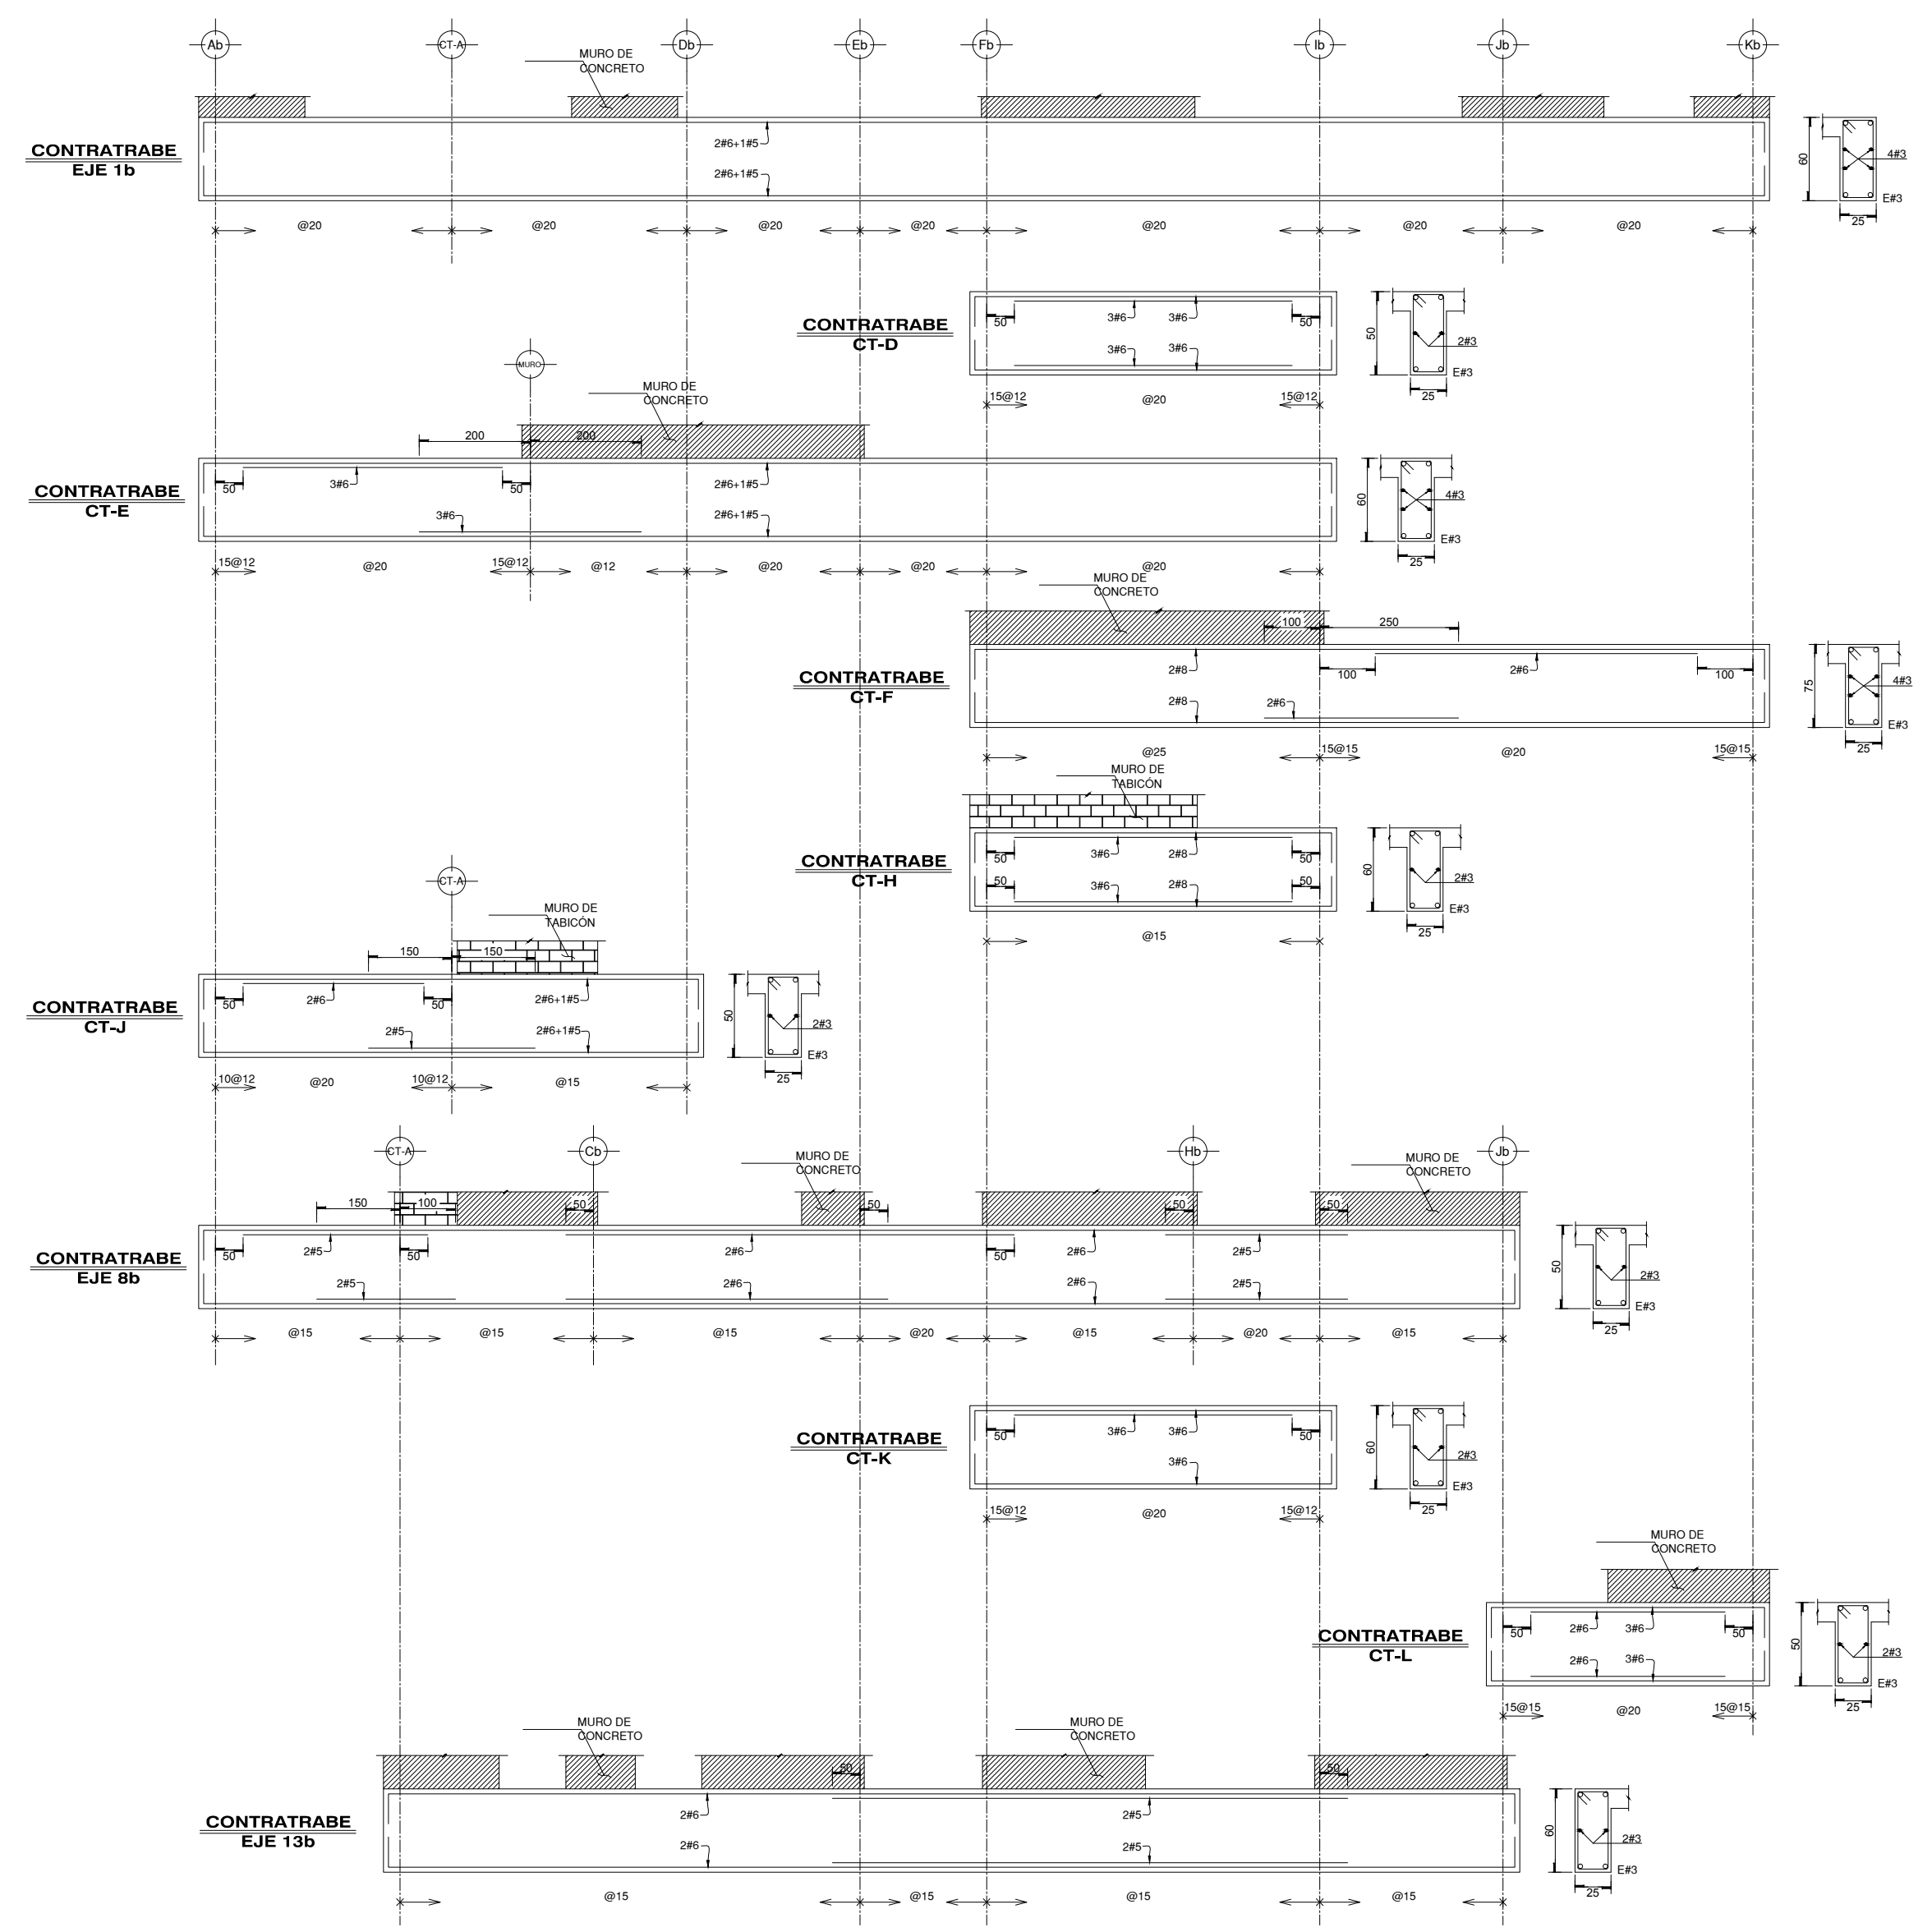 Ab
CT-A
Db
Eb
Fb
Ib
Jb
Kb
MURO DE
CONCRETO
CONTRATRABE
EJE 1b
2#6+1#5
2#6+1#5
60
4#3
E#3
25
@20
@20
@20
@20
@20
@20
@20
CONTRATRABE
CT-D
50
3#6
3#6
50
3#6
3#6
50
2#3
E#3
25
15@12
@20
15@12
MURO
MURO DE
CONCRETO
200
200
CONTRATRABE
CT-E
50
3#6
50
2#6+1#5
3#6
2#6+1#5
60
4#3
E#3
25
15@12
@20
15@12
@12
@20
@20
@20
MURO DE
CONCRETO
100
250
CONTRATRABE
CT-F
2#8
100
2#6
100
2#8
2#6
75
4#3
E#3
25
@25
15@15
@20
15@15
MURO DE
TABICÓN
CONTRATRABE
CT-H
50
3#6
2#8
50
50
3#6
2#8
50
60
2#3
E#3
25
@15
CT-A
MURO DE
TABICÓN
150
150
CONTRATRABE
CT-J
50
2#6
50
2#6+1#5
2#5
2#6+1#5
50
2#3
E#3
25
10@12
@20
10@12
@15
CT-A
Cb
Hb
Jb
MURO DE
CONCRETO
MURO DE
CONCRETO
150
100
50
50
50
50
CONTRATRABE
EJE 8b
50
2#5
50
2#6
50
2#6
2#5
2#5
2#6
2#6
2#5
50
2#3
E#3
25
@15
@15
@15
@20
@15
@20
@15
CONTRATRABE
CT-K
50
3#6
3#6
50
3#6
60
2#3
E#3
25
15@12
@20
15@12
MURO DE
CONCRETO
CONTRATRABE
CT-L
50
2#6
3#6
50
2#6
3#6
50
2#3
E#3
25
15@15
@20
15@15
MURO DE
CONCRETO
MURO DE
CONCRETO
50
50
CONTRATRABE
EJE 13b
2#6
2#5
2#6
2#5
60
2#3
E#3
25
@15
@15
@15
@15